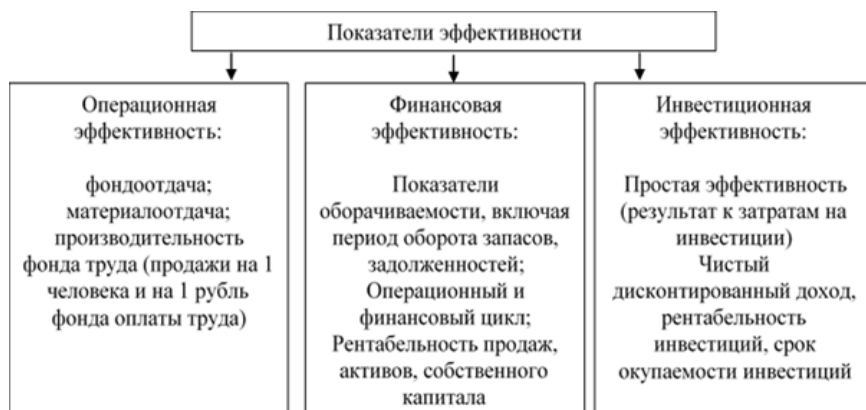 Показатели эффективности
Операционная
эффективность:
фондоотдача;
материалоотдача;
производительность
фонда труда (продажи на 1
человека и на 1 рубль
фонда оплаты труда)
Финансовая
эффективность:
Показатели
оборачиваемости, включая
период оборота запасов,
задолженностей;
Операционный и
финансовый цикл;
Рентабельность продаж,
активов, собственного
капитала
Инвестиционная
эффективность:
Простая эффективность
(результат к затратам на
инвестиции)
Чистый
дисконтированный доход,
рентабельность
инвестиций, срок
окупаемости инвестиций